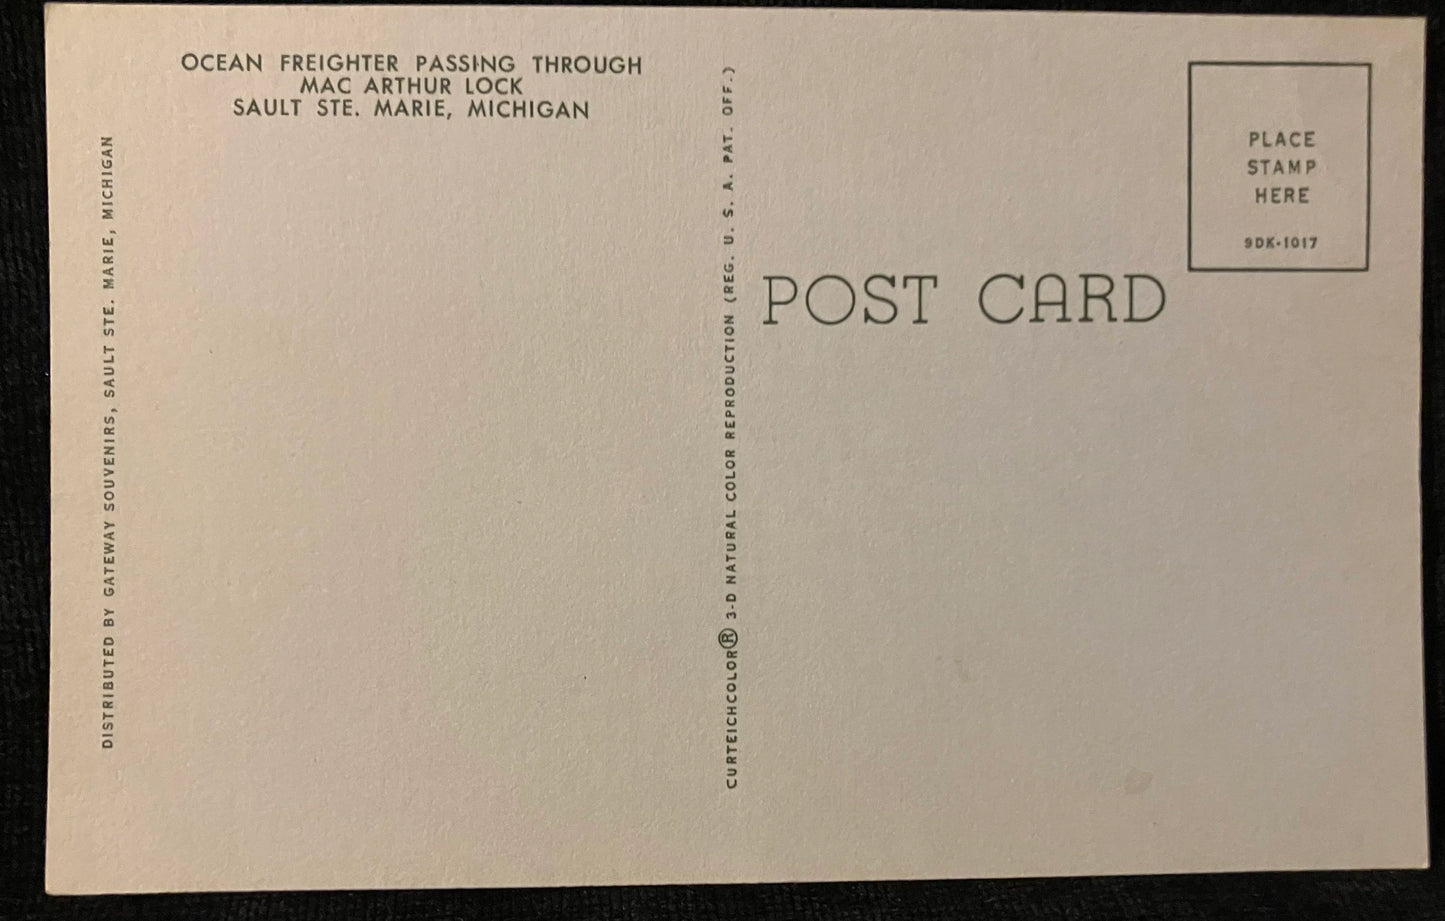 OCEAN FREIGHTER PASSING THROUGH
MAC ARTHUR LOCK
SAULT STE. MARIE, MICHIGAN
DISTRIBUTED BY GATEWAY SOUVENIRS, SAULT STE. MARIE, MICHIGAN
CURTEICHCOLOR® 3-D NATURAL COLOR REPRODUCTION (REG. U. S. A. PAT. OFF.)
POST CARD
PLACE
STAMP
HERE
9DK-1017